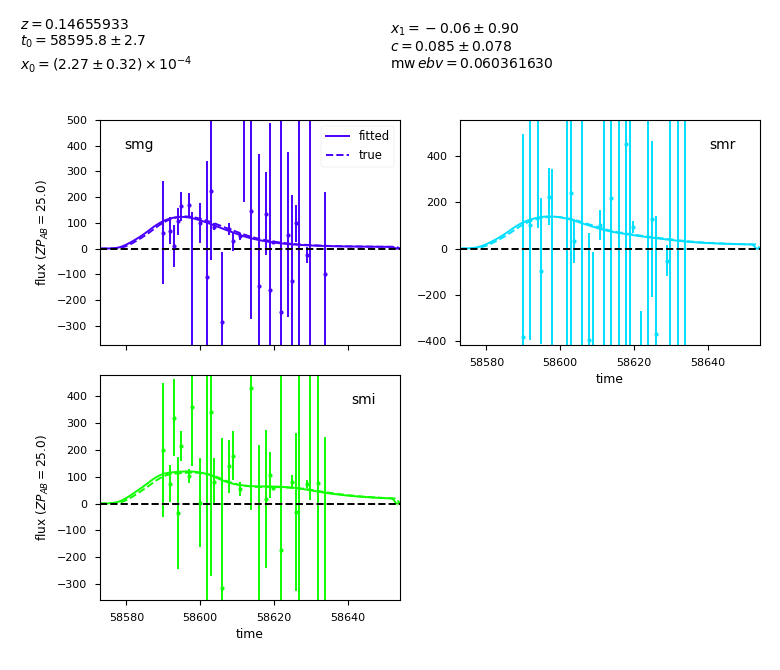 z = 0.14655933
t₀ = 58595.8 ± 2.7
x₀ = (2.27 ± 0.32) × 10⁻⁴
x₁ = −0.06 ± 0.90
c = 0.085 ± 0.078
mwebv = 0.060361630
smg
fitted
true
500
400
300
200
100
0
−100
−200
−300
flux (ZP_AB = 25.0)
smr
400
200
0
−200
−400
58580 58600 58620 58640
time
smi
400
300
200
100
0
−100
−200
−300
flux (ZP_AB = 25.0)
58580 58600 58620 58640
time